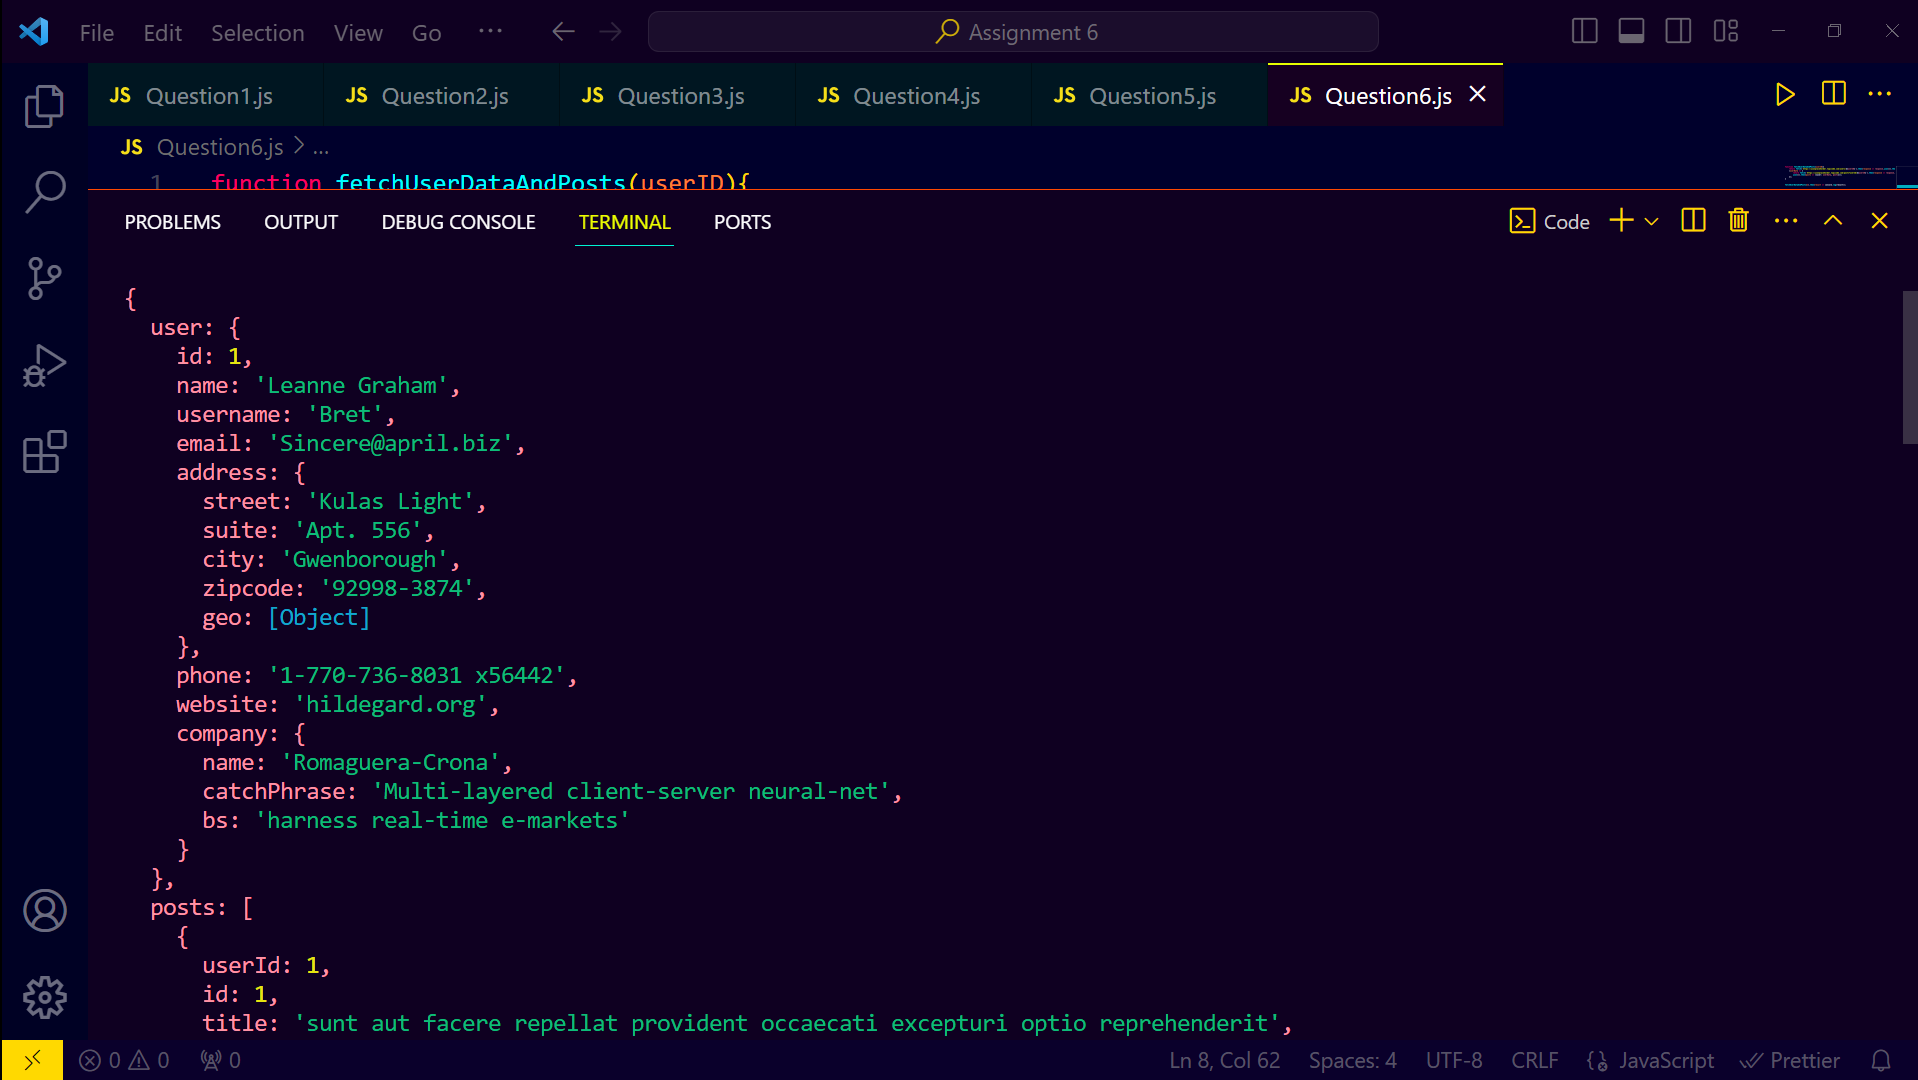 File Edit Selection View Go ... Assignment 6
JS Question1.js JS Question2.js JS Question3.js JS Question4.js JS Question5.js JS Question6.js
JS Question6.js > ...
1 function fetchUserDataAndPosts(userID){
PROBLEMS OUTPUT DEBUG CONSOLE TERMINAL PORTS Code
{
  user: {
    id: 1,
    name: 'Leanne Graham',
    username: 'Bret',
    email: 'Sincere@april.biz',
    address: {
      street: 'Kulas Light',
      suite: 'Apt. 556',
      city: 'Gwenborough',
      zipcode: '92998-3874',
      geo: [Object]
    },
    phone: '1-770-736-8031 x56442',
    website: 'hildegard.org',
    company: {
      name: 'Romaguera-Crona',
      catchPhrase: 'Multi-layered client-server neural-net',
      bs: 'harness real-time e-markets'
    }
  },
  posts: [
    {
      userId: 1,
      id: 1,
      title: 'sunt aut facere repellat provident occaecati excepturi optio reprehenderit',
0 0 0 Ln 8, Col 62 Spaces: 4 UTF-8 CRLF JavaScript Prettier